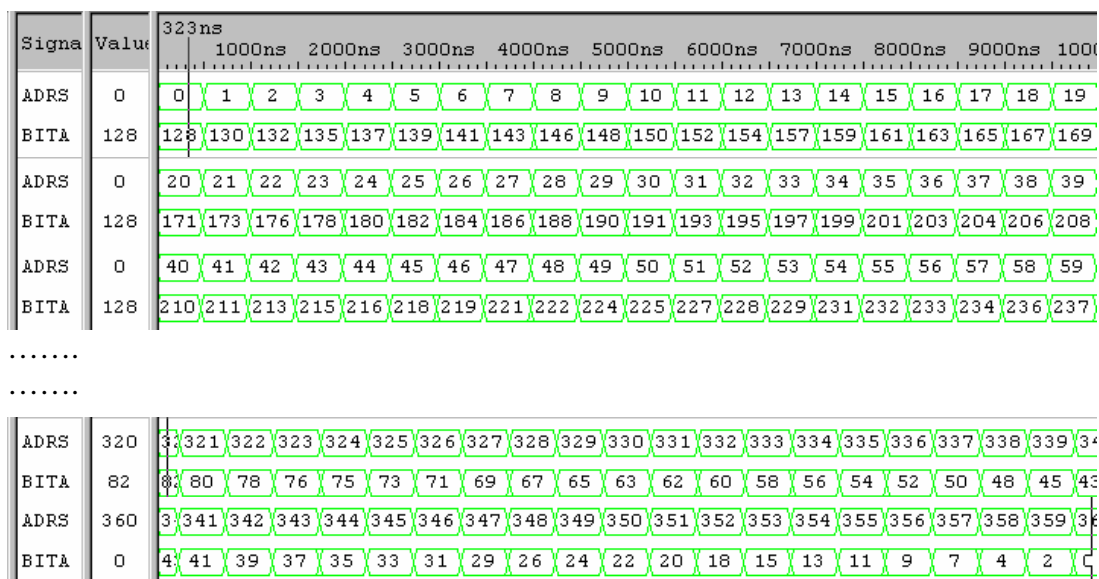 323ns
Signa Value 1000ns 2000ns 3000ns 4000ns 5000ns 6000ns 7000ns 8000ns 9000ns 1000
ADRS 0 0 1 2 3 4 5 6 7 8 9 10 11 12 13 14 15 16 17 18 19
BITA 128 128 130 132 135 137 139 141 143 146 148 150 152 154 157 159 161 163 165 167 169
ADRS 0 20 21 22 23 24 25 26 27 28 29 30 31 32 33 34 35 36 37 38 39
BITA 128 171 173 176 178 180 182 184 186 188 190 191 193 195 197 199 201 203 204 206 208
ADRS 0 40 41 42 43 44 45 46 47 48 49 50 51 52 53 54 55 56 57 58 59
BITA 128 210 211 213 215 216 218 219 221 222 224 225 227 228 229 231 232 233 234 236 237
.......
.......
ADRS 320 321 322 323 324 325 326 327 328 329 330 331 332 333 334 335 336 337 338 339 34
BITA 82 82 80 78 76 75 73 71 69 67 65 63 62 60 58 56 54 52 50 48 45 43
ADRS 360 341 342 343 344 345 346 347 348 349 350 351 352 353 354 355 356 357 358 359
BITA 0 41 39 37 35 33 31 29 26 24 22 20 18 15 13 11 9 7 4 2